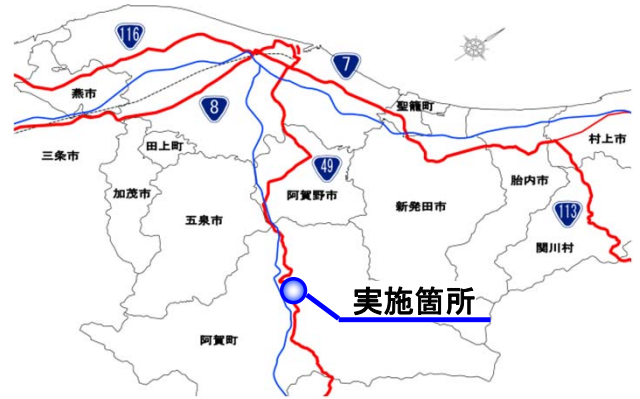 116
7
燕市
8
聖籠町
三条市
田上町
49
村上市
加茂市
阿賀野市
胎内市
五泉市
新発田市
113
関川村
実施箇所
阿賀町